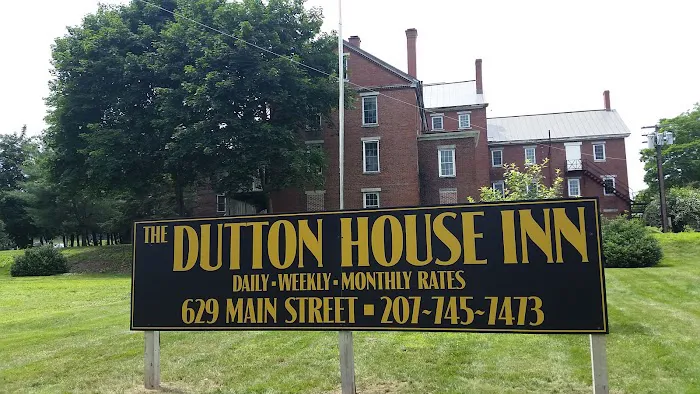 THE DUTTON HOUSE INN
DAILY▪WEEKLY▪MONTHLY RATES
629 MAIN STREET ▪ 207~745~7473